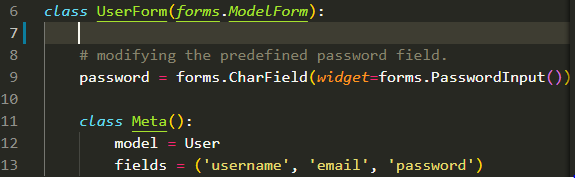 6 class UserForm(forms.ModelForm):
7
8 # modifying the predefined password field.
9 password = forms.CharField(widget=forms.PasswordInput())
10
11 class Meta():
12 model = User
13 fields = ('username', 'email', 'password')